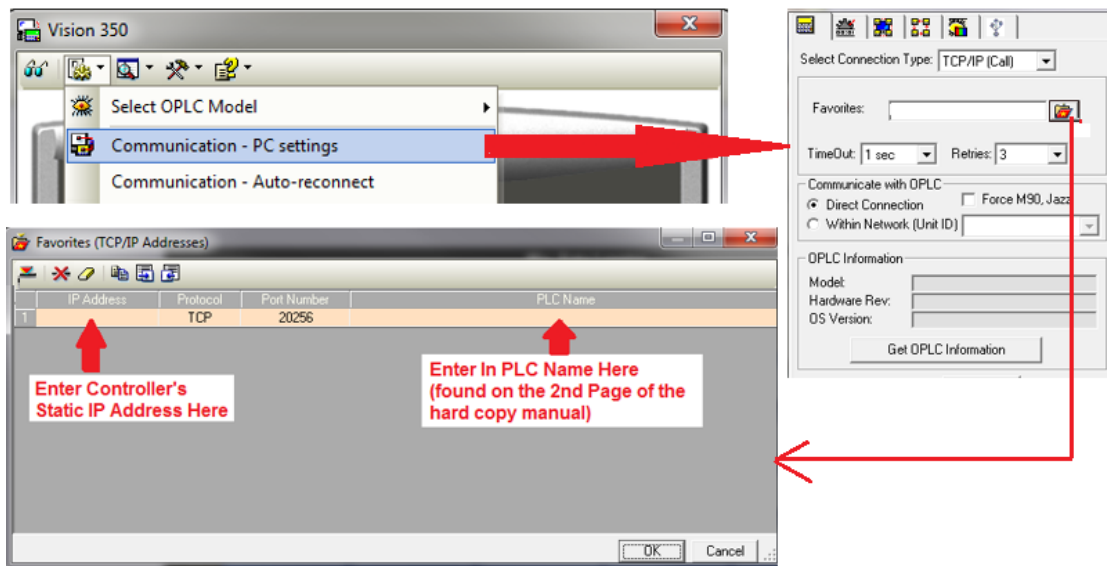 Vision 350
Select OPLC Model
Communication - PC settings
Communication - Auto-reconnect
Select Connection Type: TCP/IP (Call)
Favorites:
TimeOut: 1 sec Retries: 3
Communicate with OPLC
Direct Connection Force M90, Jazz
Within Network (Unit ID)
OPLC Information
Model:
Hardware Rev:
OS Version:
Get OPLC Information
Favorites (TCP/IP Addresses)
IP Address Protocol Port Number PLC Name
1 TCP 20256
Enter Controller's
Static IP Address Here
Enter In PLC Name Here
(found on the 2nd Page of the
hard copy manual)
OK Cancel